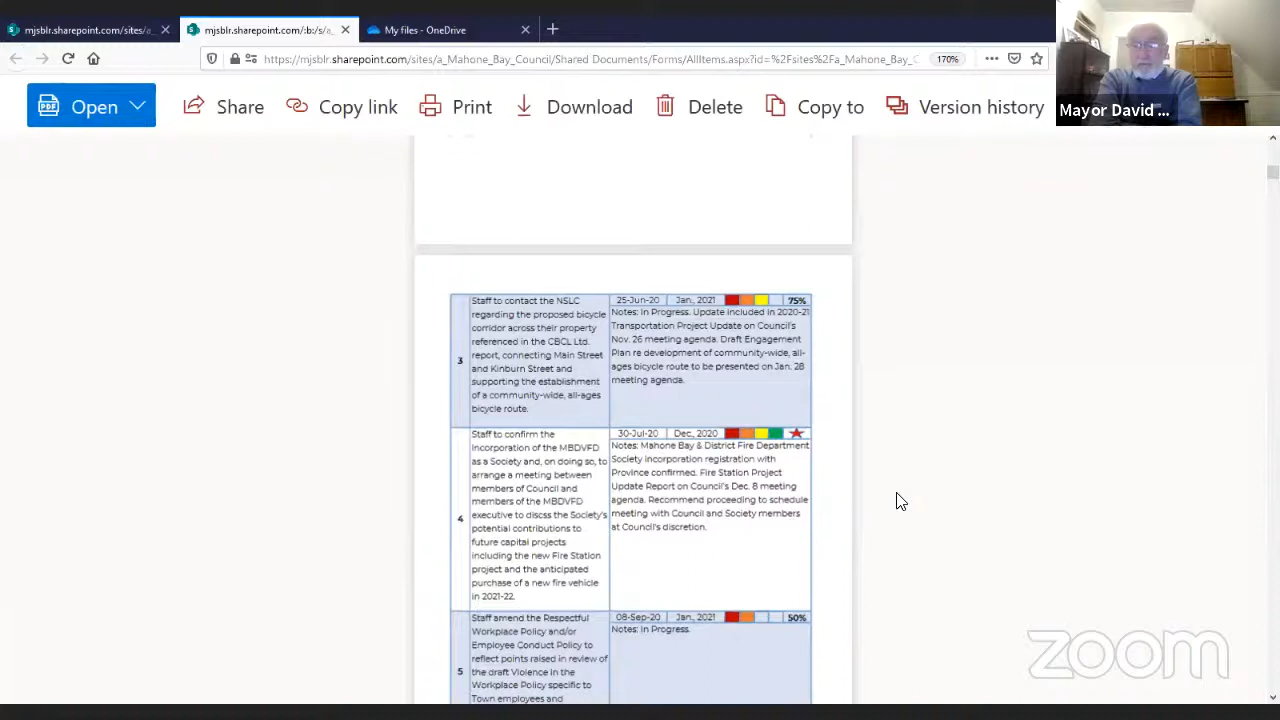 mjsblr.sharepoint.com/sites/a_
mjsblr.sharepoint.com/:b:/s/a_
My files - OneDrive
https://mjsblr.sharepoint.com/sites/a_Mahone_Bay_Council/Shared Documents/Forms/AllItems.aspx?id=%2Fsites%2Fa_Mahone_Bay_C
170%
PDF
Open
Share
Copy link
Print
Download
Delete
Copy to
Version history
Mayor David ...
3
Staff to contact the NSLC
regarding the proposed bicycle
corridor across their property
referenced in the CBCL Ltd.
report, connecting Main Street
and Kinburn Street and
supporting the establishment
of a community-wide, all-ages
bicycle route.
25-Jun-20 Jan., 2021 75%
Notes: In Progress. Update included in 2020-21
Transportation Project Update on Council's
Nov. 26 meeting agenda. Draft Engagement
Plan re development of community-wide, all-
ages bicycle route to be presented on Jan. 28
meeting agenda.
4
Staff to confirm the
incorporation of the MBDVFD
as a Society and, on doing so, to
arrange a meeting between
members of Council and
members of the MBDVFD
executive to discss the Society's
potential contributions to
future capital projects
including the new Fire Station
project and the anticipated
purchase of a new fire vehicle
in 2021-22.
30-Jul-20 Dec., 2020
Notes: Mahone Bay & District Fire Department
Society incorporation registration with
Province confirmed. Fire Station Project
Update Report on Council's Dec. 8 meeting
agenda. Recommend proceeding to schedule
meeting with Council and Society members
at Council's discretion.
5
Staff amend the Respectful
Workplace Policy and/or
Employee Conduct Policy to
reflect points raised in review of
the draft Violence in the
Workplace Policy specific to
Town employees and
08-Sep-20 Jan., 2021 50%
Notes: In Progress.
zoom